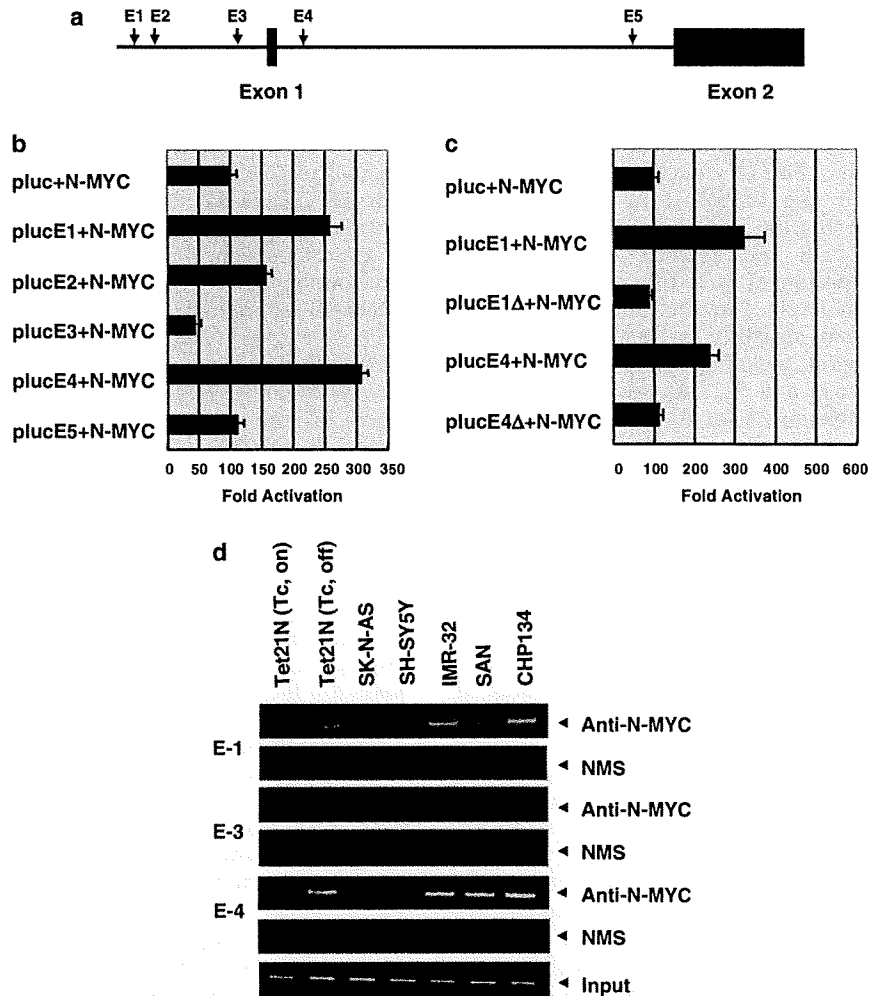 a
E1 E2 E3 E4 E5
Exon 1 Exon 2
b
pluc+N-MYC
plucE1+N-MYC
plucE2+N-MYC
plucE3+N-MYC
plucE4+N-MYC
plucE5+N-MYC
0 50 100 150 200 250 300 350
Fold Activation
c
pluc+N-MYC
plucE1+N-MYC
plucE1Δ+N-MYC
plucE4+N-MYC
plucE4Δ+N-MYC
0 100 200 300 300 400 500 600
Fold Activation
d
Tet21N (Tc, on)
Tet21N (Tc, off)
SK-N-AS
SH-SY5Y
IMR-32
SAN
CHP134
E-1
Anti-N-MYC
NMS
E-3
Anti-N-MYC
NMS
E-4
Anti-N-MYC
NMS
Input